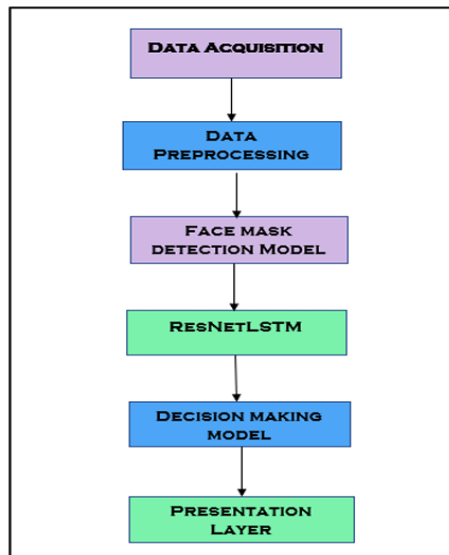 Data Acquisition
Data
Preprocessing
Face mask
detection Model
ResNetLSTM
Decision making
model
Presentation
Layer